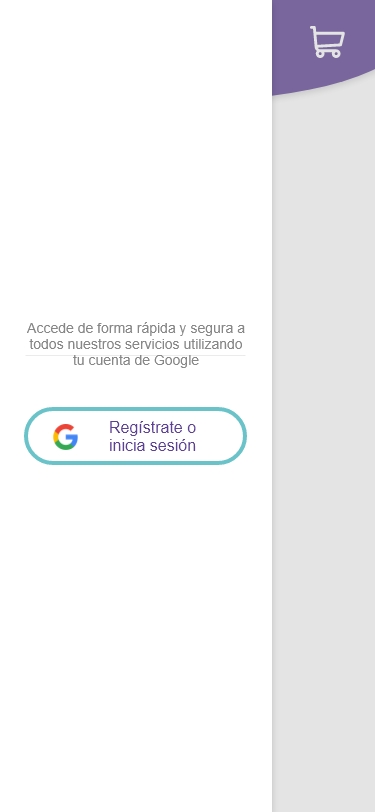 Accede de forma rápida y segura a
todos nuestros servicios utilizando
tu cuenta de Google
Regístrate o
inicia sesión